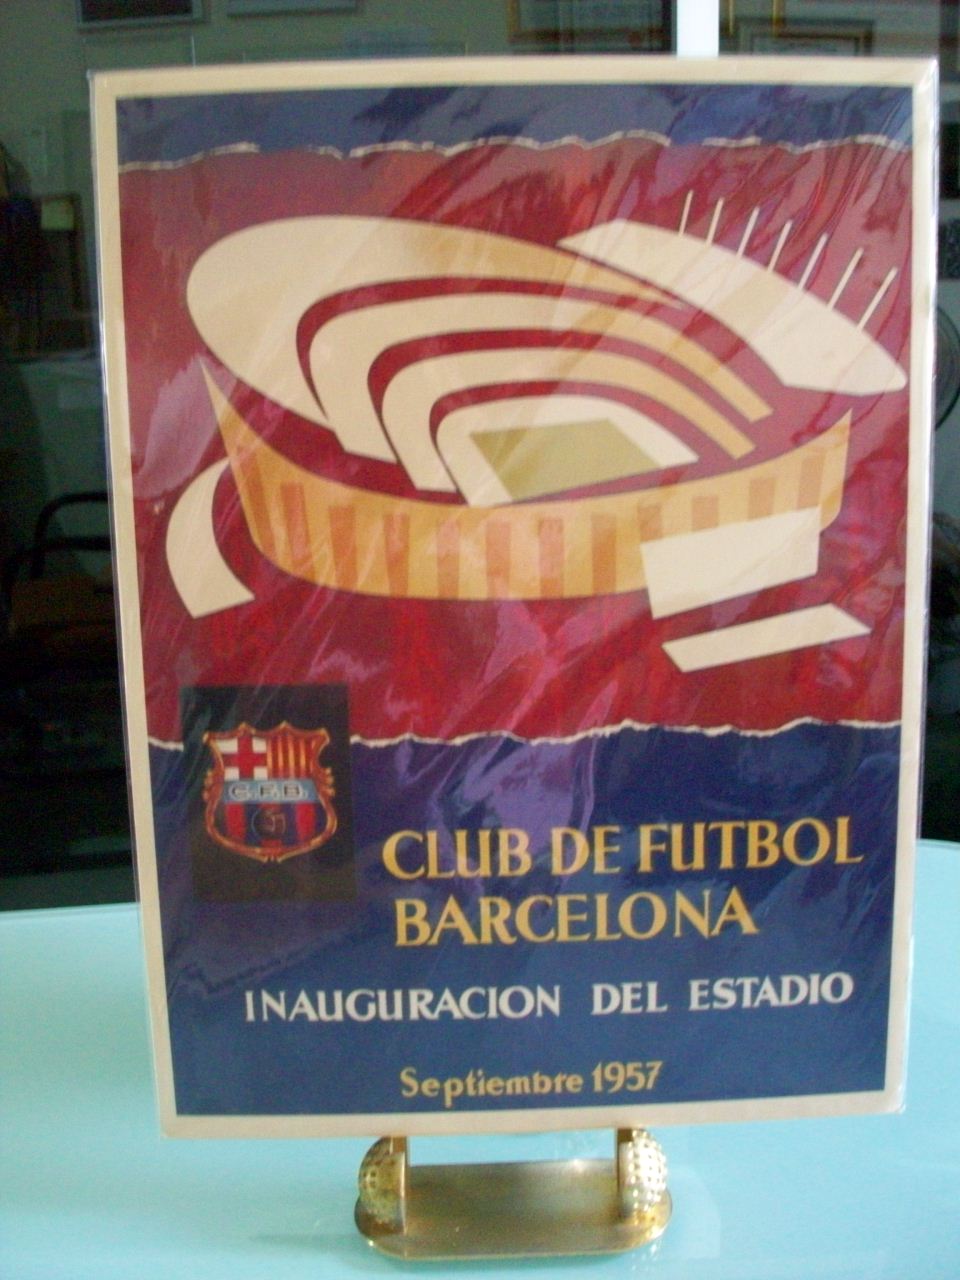 C.F.B.
CLUB DE FUTBOL
BARCELONA
INAUGURACION DEL ESTADIO
Septiembre 1957